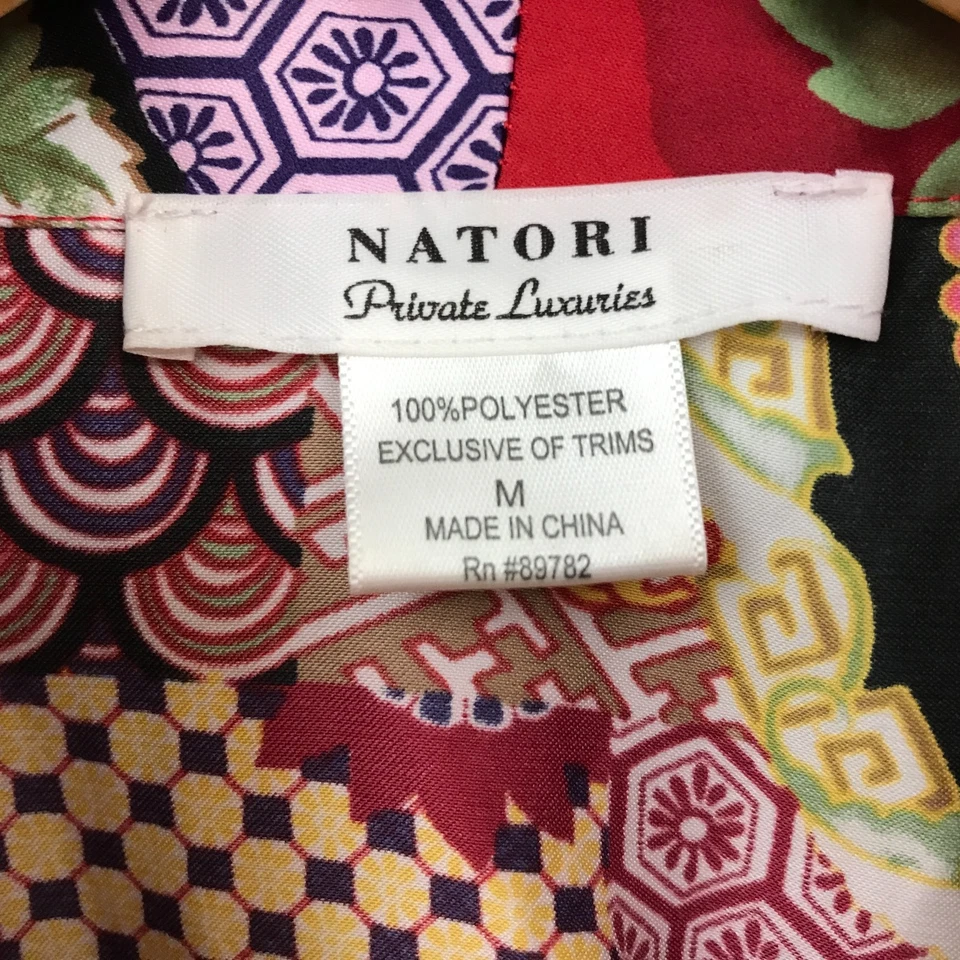 NATORI
Private Luxuries
100%POLYESTER
EXCLUSIVE OF TRIMS
M
MADE IN CHINA
Rn #89782